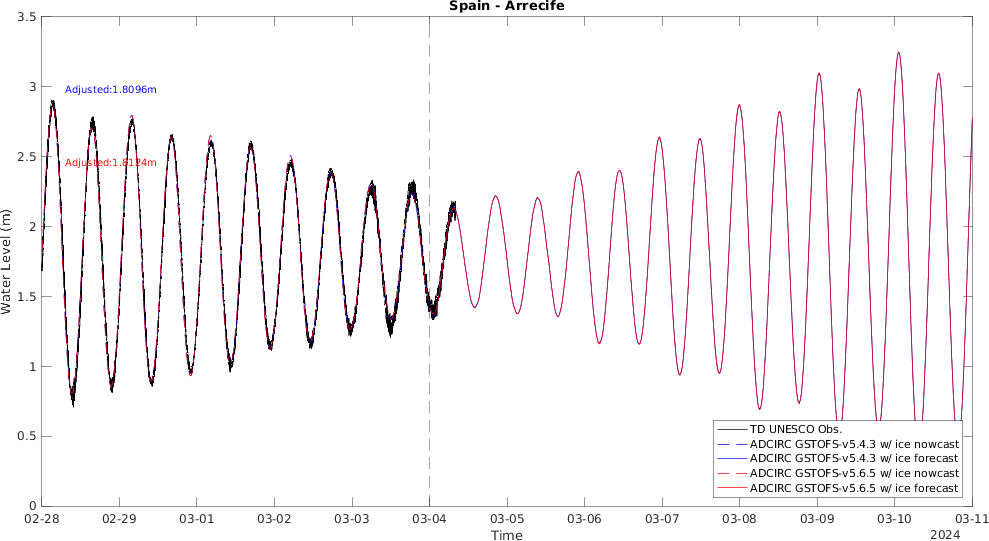 Spain - Arrecife
3.5
3
2.5
2
1.5
1
0.5
0
Water Level (m)
Adjusted:1.8096m
Adjusted:1.8124m
TD UNESCO Obs.
ADCIRC GSTOFS-v5.4.3 w/ ice nowcast
ADCIRC GSTOFS-v5.4.3 w/ ice forecast
ADCIRC GSTOFS-v5.6.5 w/ ice nowcast
ADCIRC GSTOFS-v5.6.5 w/ ice forecast
02-28 02-29 03-01 03-02 03-03 03-04 03-05 03-06 03-07 03-08 03-09 03-10 03-11
Time
2024